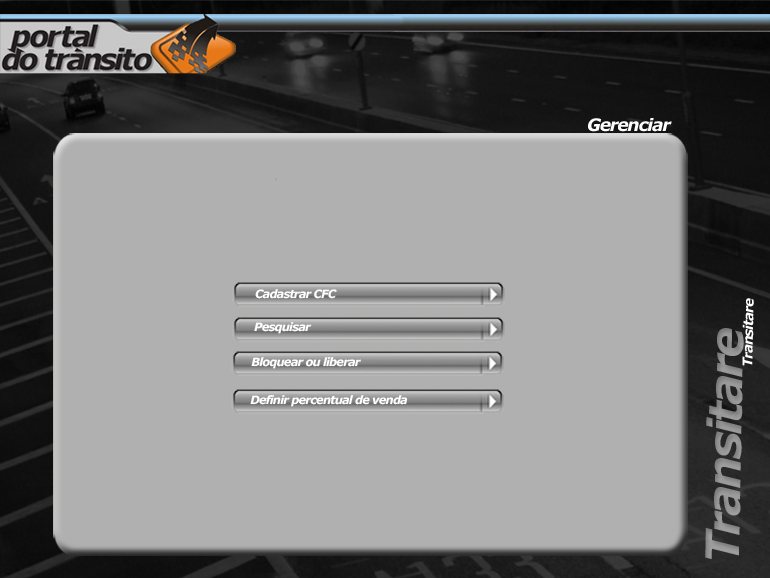 portal
do trânsito
Gerenciar
Cadastrar CFC
Pesquisar
Bloquear ou liberar
Definir percentual de venda
Transitare
Transitare